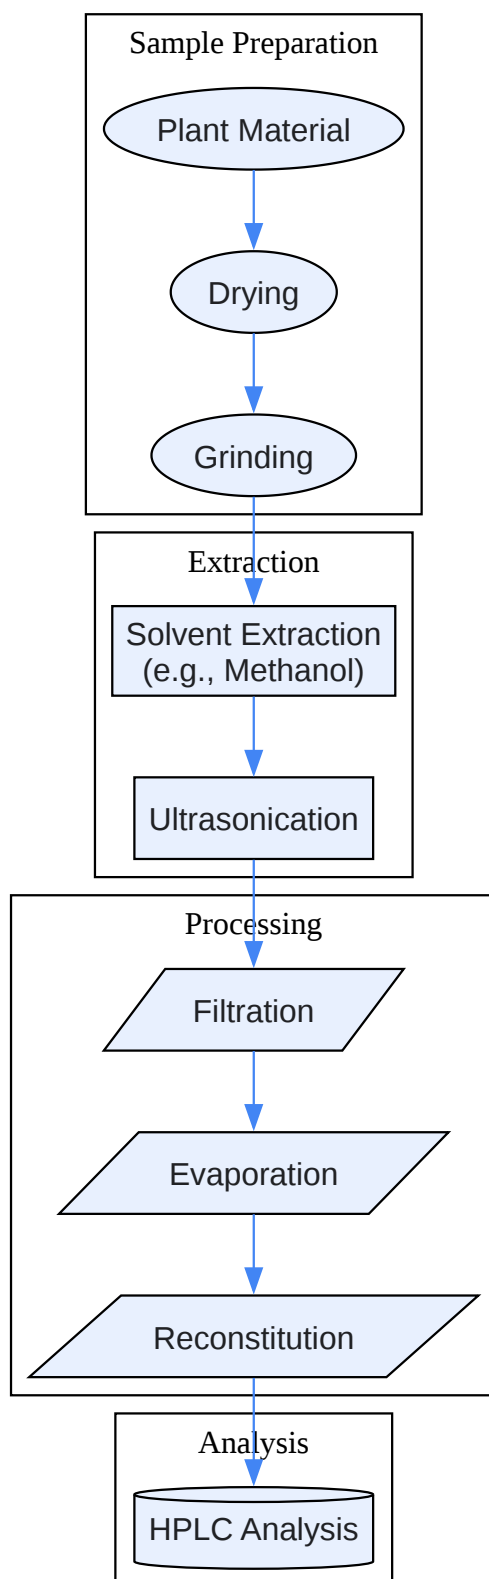 Sample Preparation
Plant Material
Drying
Grinding
Extraction
Solvent Extraction
(e.g., Methanol)
Ultrasonication
Processing
Filtration
Evaporation
Reconstitution
Analysis
HPLC Analysis